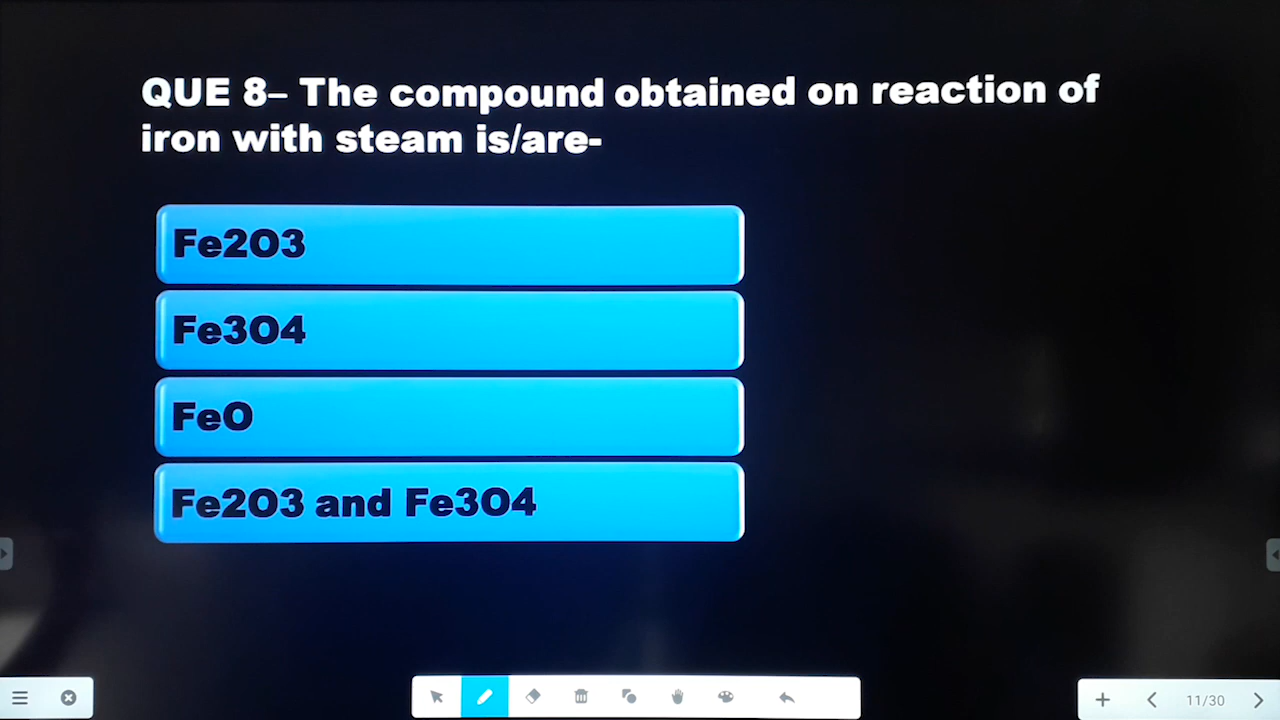 QUE 8– The compound obtained on reaction of
iron with steam is/are-
Fe2O3
Fe3O4
FeO
Fe2O3 and Fe3O4
11/30